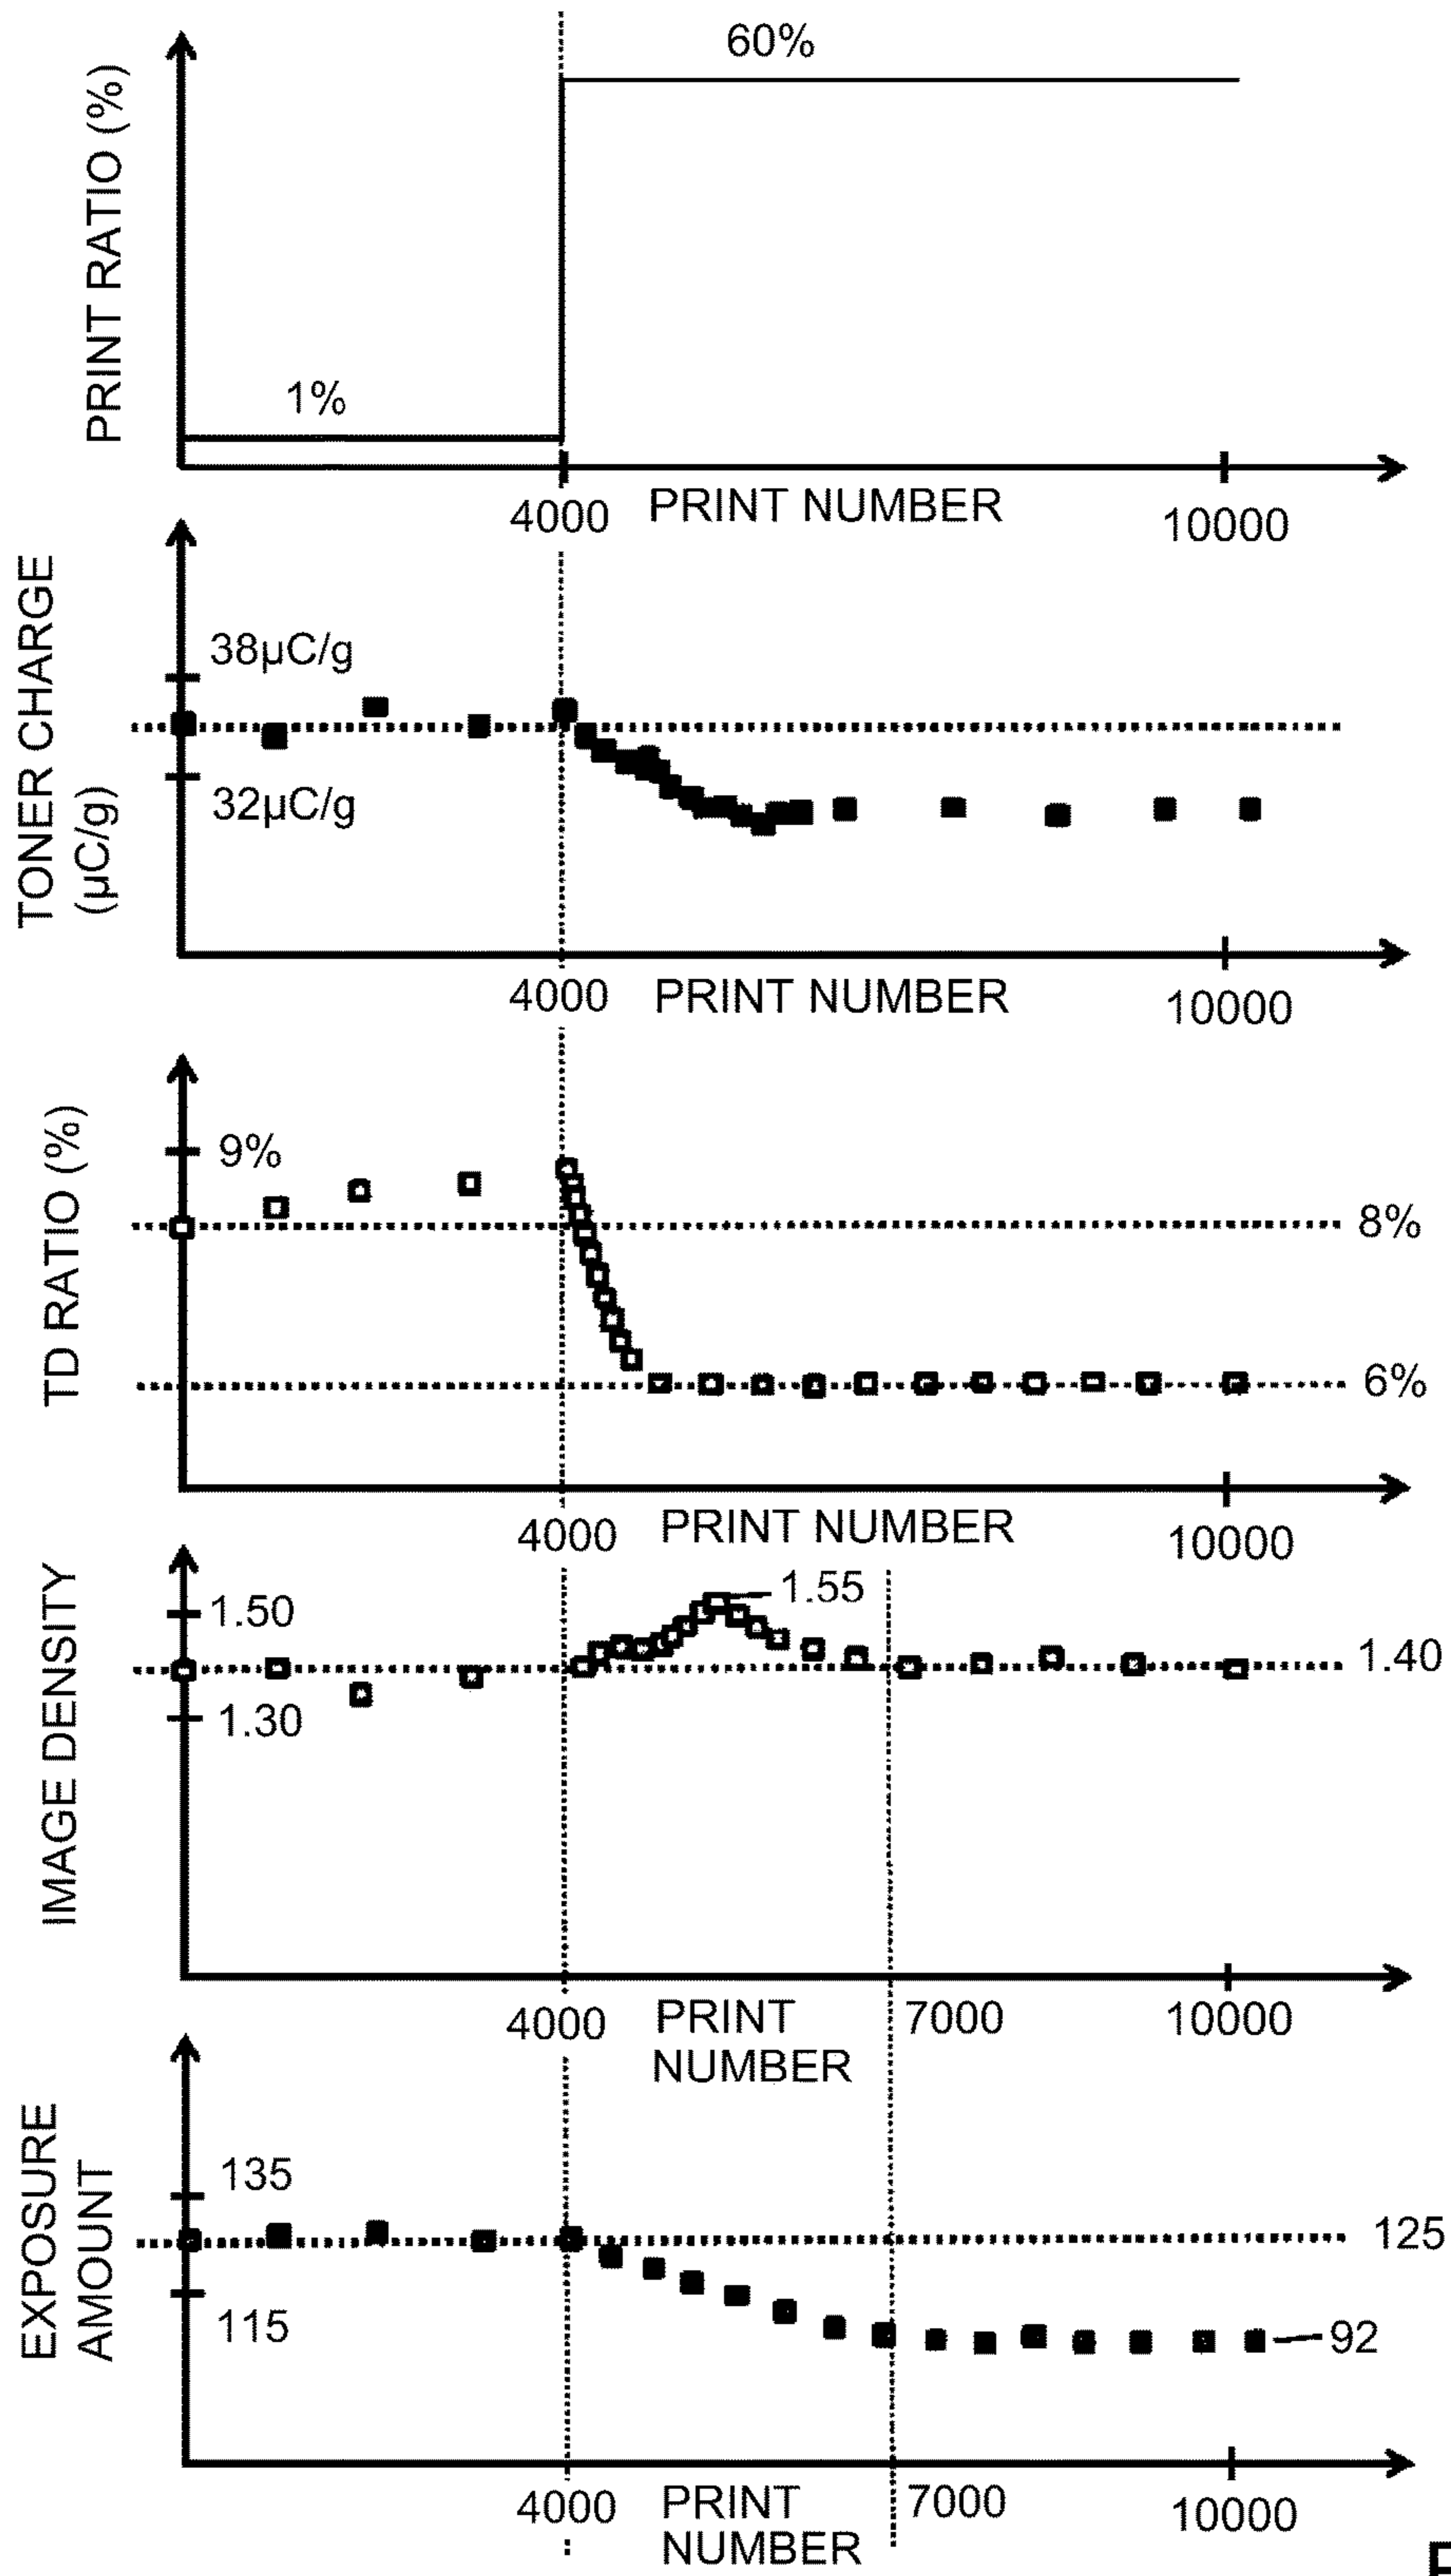 60%
PRINT RATIO (%)
1%
4000 PRINT NUMBER 10000
TONER CHARGE
(µC/g)
38µC/g
32µC/g
4000 PRINT NUMBER 10000
TD RATIO (%)
9%
8%
6%
4000 PRINT NUMBER 10000
IMAGE DENSITY
1.50
1.55
1.40
1.30
4000 PRINT NUMBER 7000 10000
EXPOSURE
AMOUNT
135
125
115
92
4000 PRINT NUMBER 7000 10000